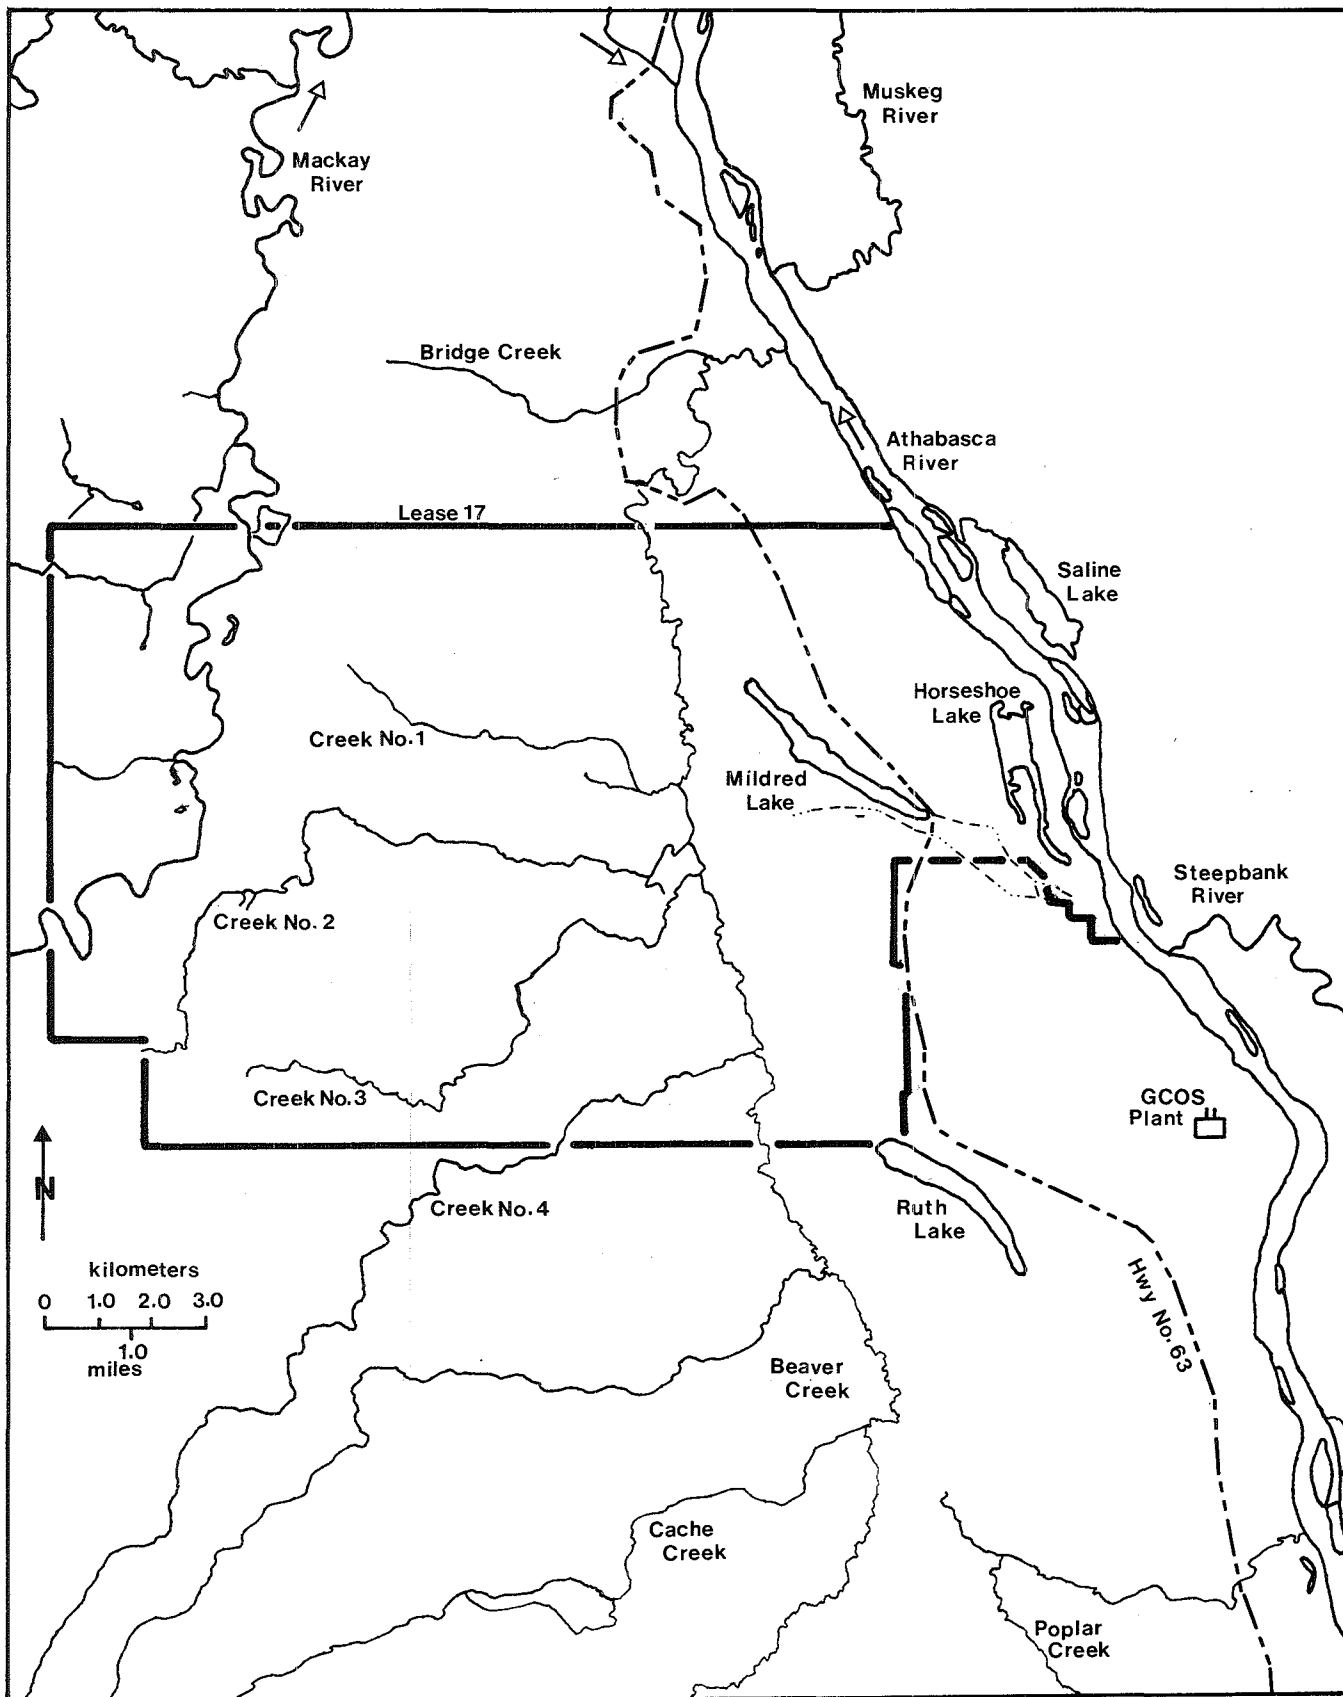 Muskeg
River
Mackay
River
Bridge Creek
Athabasca
River
Lease 17
Saline
Lake
Horseshoe
Lake
Creek No.1
Mildred
Lake
Steepbank
River
Creek No. 2
Creek No.3
GCOS
Plant
N
Creek No.4
Ruth
Lake
kilometers
0 1.0 2.0 3.0
1.0
miles
Hwy No. 63
Beaver
Creek
Cache
Creek
Poplar
Creek